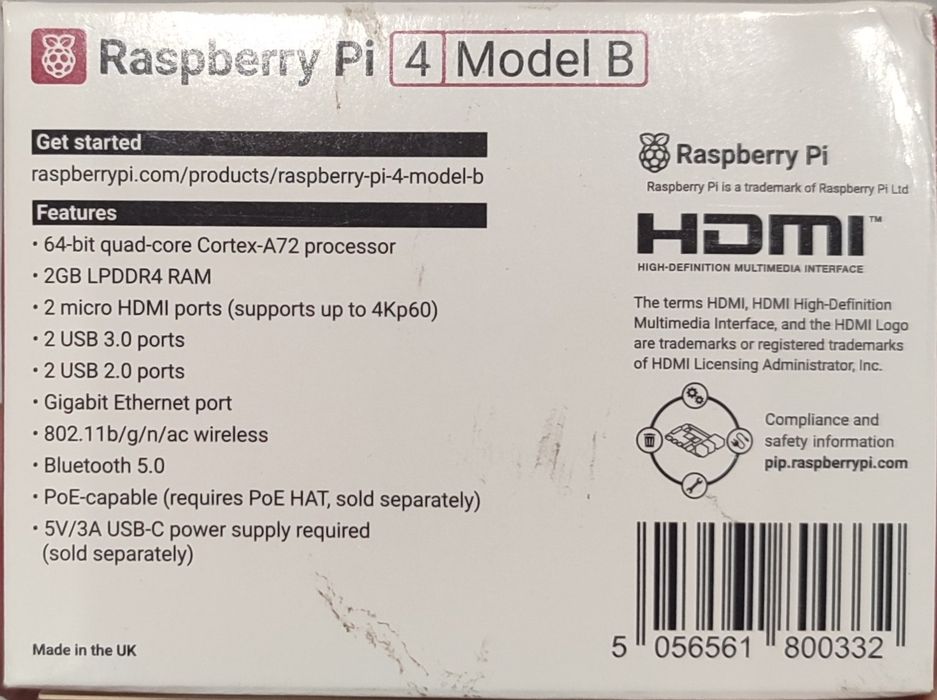 Raspberry Pi 4 Model B
Get started
raspberrypi.com/products/raspberry-pi-4-model-b
Features
• 64-bit quad-core Cortex-A72 processor
• 2GB LPDDR4 RAM
• 2 micro HDMI ports (supports up to 4Kp60)
• 2 USB 3.0 ports
• 2 USB 2.0 ports
• Gigabit Ethernet port
• 802.11b/g/n/ac wireless
• Bluetooth 5.0
• PoE-capable (requires PoE HAT, sold separately)
• 5V/3A USB-C power supply required
(sold separately)
Made in the UK
Raspberry Pi
Raspberry Pi is a trademark of Raspberry Pi Ltd
HDMI™
HIGH-DEFINITION MULTIMEDIA INTERFACE
The terms HDMI, HDMI High-Definition
Multimedia Interface, and the HDMI Logo
are trademarks or registered trademarks
of HDMI Licensing Administrator, Inc.
Compliance and
safety information
pip.raspberrypi.com
5 056561 800332